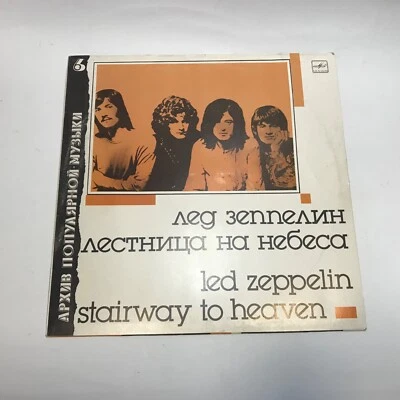 6
АРХИВ ПОПУЛЯРНОЙ МУЗЫКИ
лед зеппелин
лестница на небеса
led zeppelin
stairway to heaven